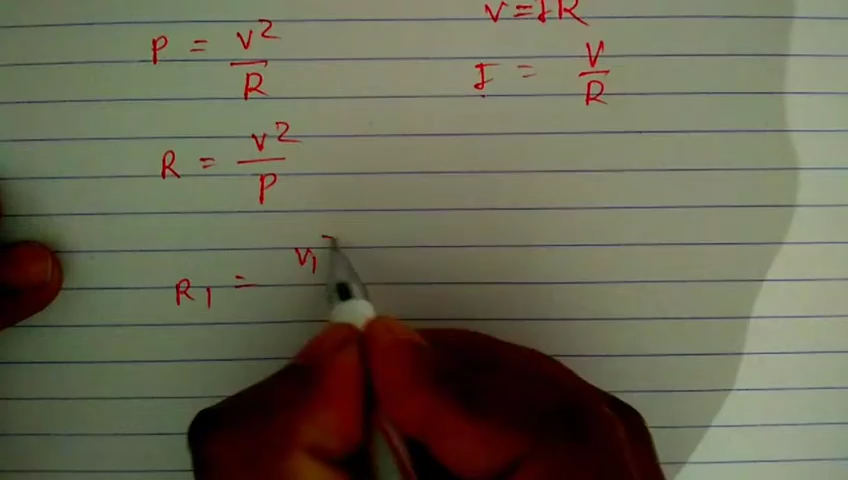 V = IR
P = V²/R
I = V/R
R = V²/P
R₁ = V₁